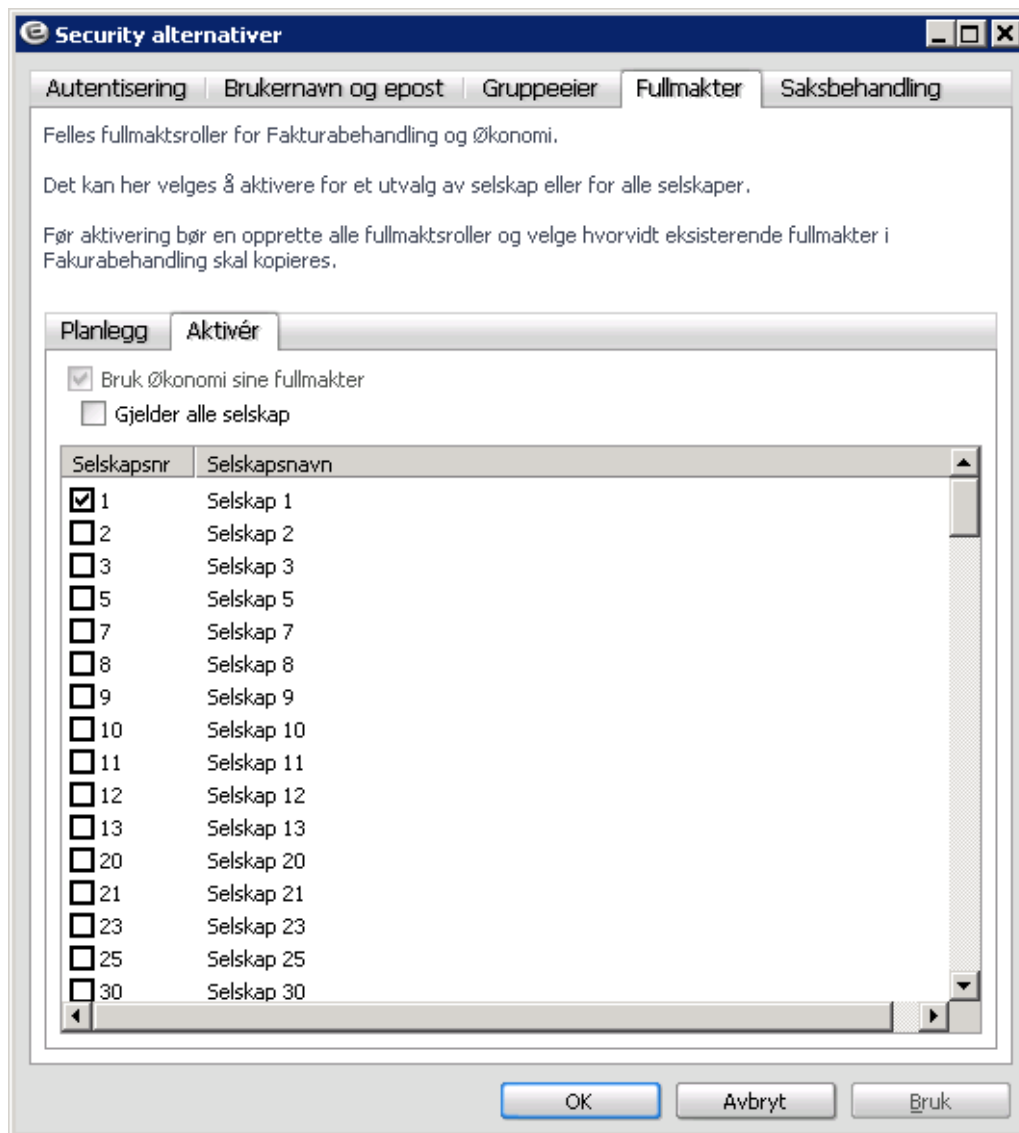 Security alternativer
Autentisering Brukernavn og epost Gruppeeier Fullmakter Saksbehandling
Felles fullmaktsroller for Fakturabehandling og Økonomi.
Det kan her velges å aktivere for et utvalg av selskap eller for alle selskaper.
Før aktivering bør en opprette alle fullmaktsroller og velge hvorvidt eksisterende fullmakter i
Fakurabehandling skal kopieres.
Planlegg Aktivér
Bruk Økonomi sine fullmakter
Gjelder alle selskap
Selskapsnr Selskapsnavn
1 Selskap 1
2 Selskap 2
3 Selskap 3
5 Selskap 5
7 Selskap 7
8 Selskap 8
9 Selskap 9
10 Selskap 10
11 Selskap 11
12 Selskap 12
13 Selskap 13
20 Selskap 20
21 Selskap 21
23 Selskap 23
25 Selskap 25
30 Selskap 30
OK Avbryt Bruk